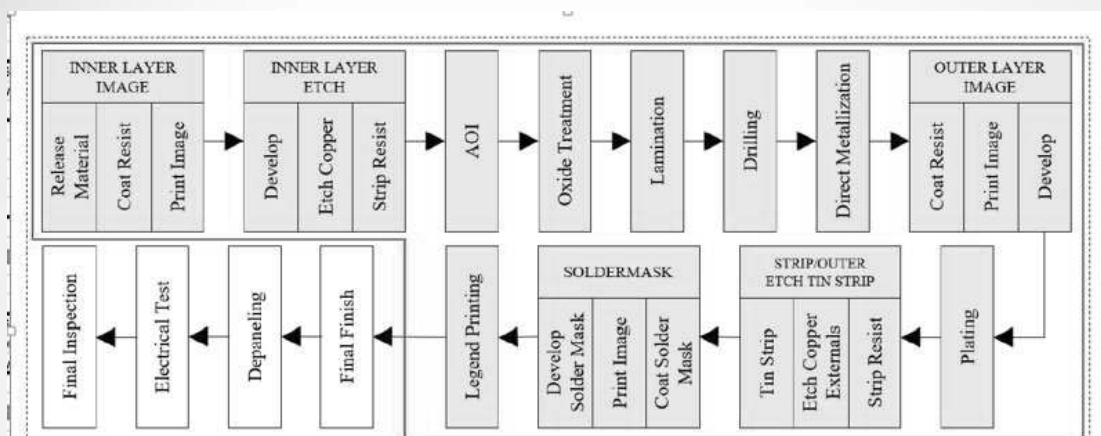 INNER LAYER
IMAGE
Release
Material
Coat Resist
Print Image
INNER LAYER
ETCH
Develop
Etch Copper
Strip Resist
AOI
Oxide Treatment
Lamination
Drilling
Direct Metallization
OUTER LAYER
IMAGE
Coat Resist
Print Image
Develop
Final Inspection
Electrical Test
Depaneling
Final Finish
Legend Printing
SOLDERMASK
Develop
Solder Mask
Print Image
Coat Solder
Mask
STRIP/OUTER
ETCH TIN STRIP
Tin Strip
Etch Copper
Externals
Strip Resist
Plating